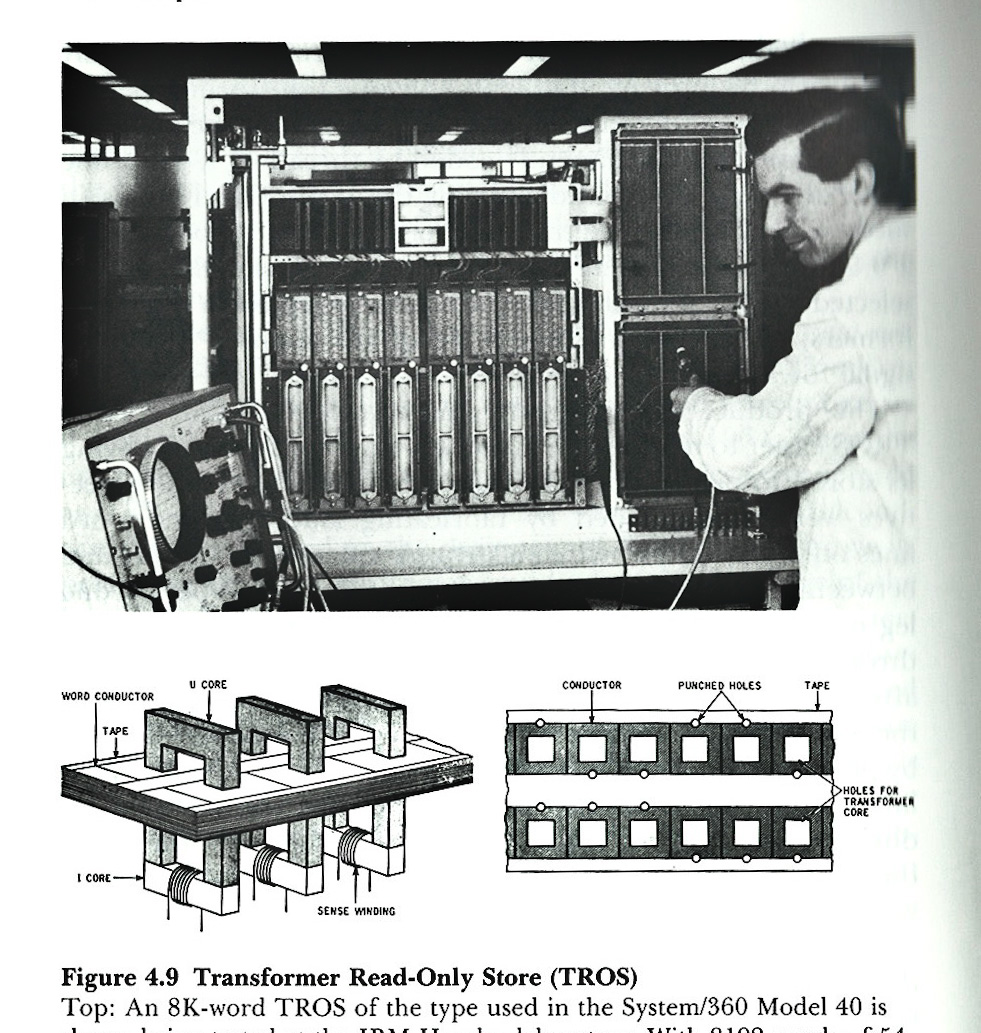 WORD CONDUCTOR
U CORE
TAPE
I CORE
SENSE WINDING
CONDUCTOR
PUNCHED HOLES
TAPE
HOLES FOR
TRANSFORMER
CORE
Figure 4.9 Transformer Read-Only Store (TROS)
Top: An 8K-word TROS of the type used in the System/360 Model 40 is